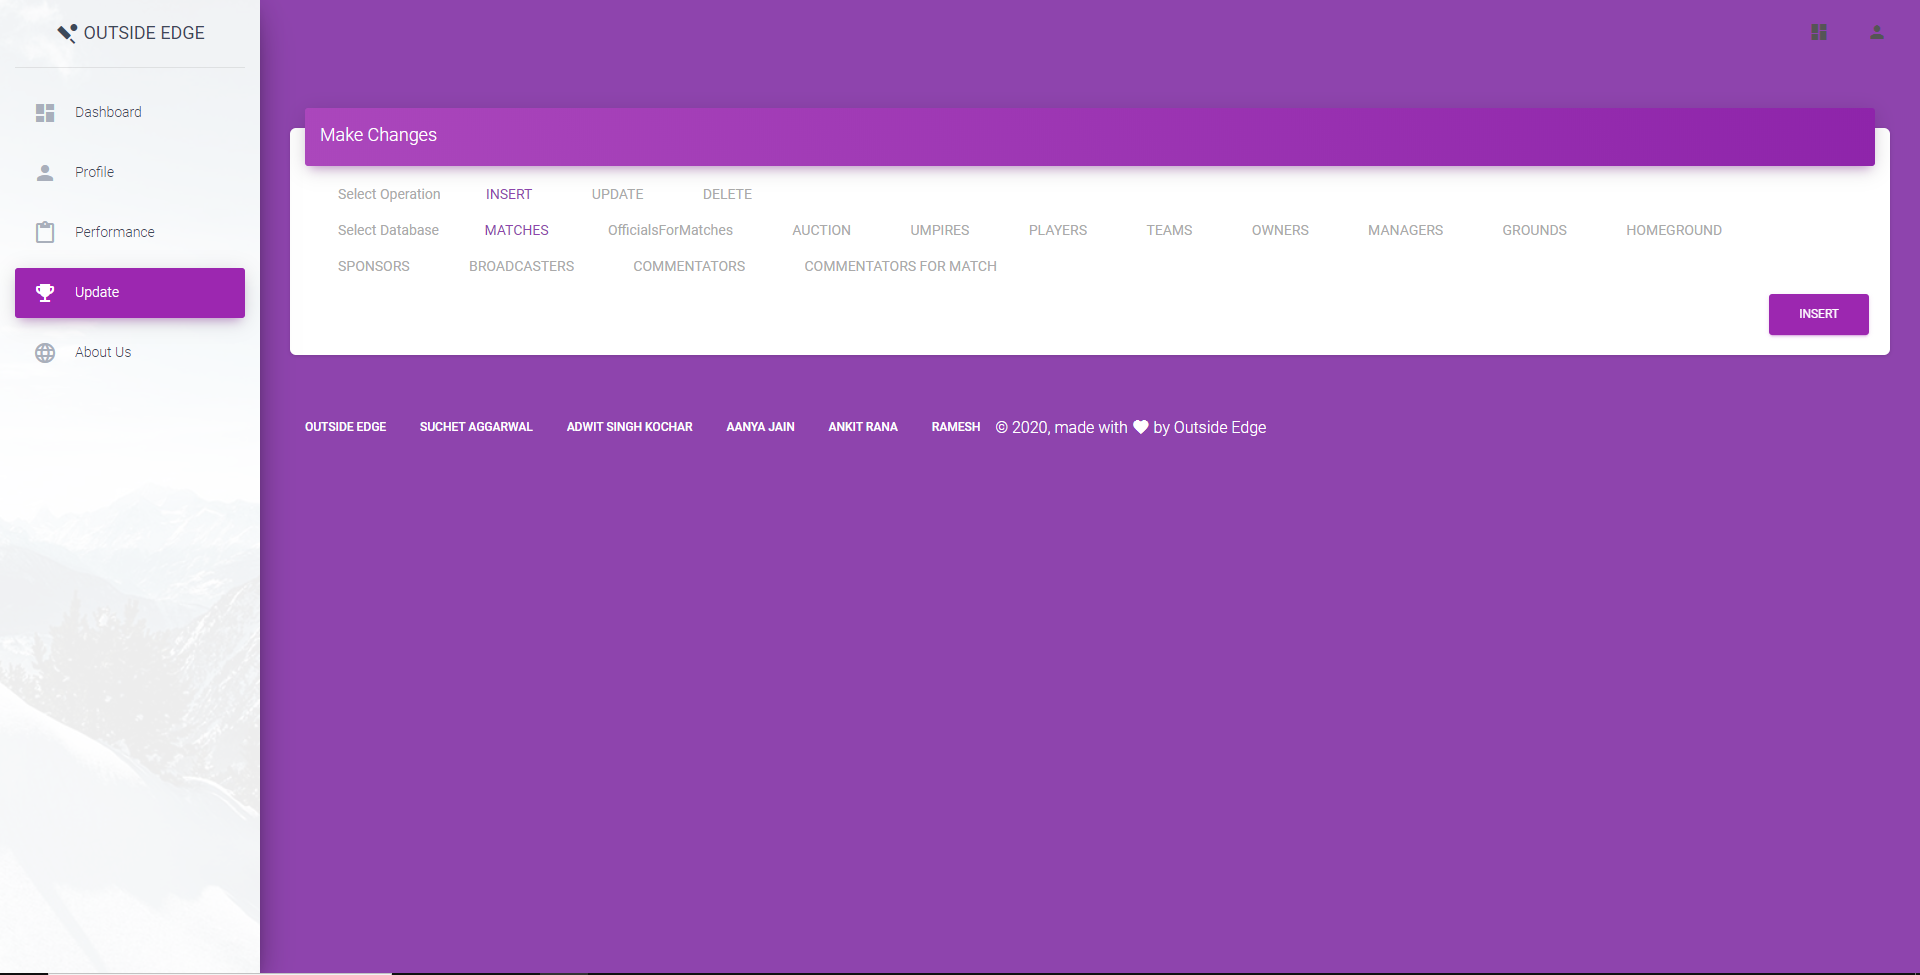 OUTSIDE EDGE
Dashboard
Profile
Performance
Update
About Us
Make Changes
Select Operation INSERT UPDATE DELETE
Select Database MATCHES OfficialsForMatches AUCTION UMPIRES PLAYERS TEAMS OWNERS MANAGERS GROUNDS HOMEGROUND
SPONSORS BROADCASTERS COMMENTATORS COMMENTATORS FOR MATCH
INSERT
OUTSIDE EDGE SUCHET AGGARWAL ADWIT SINGH KOCHAR AANYA JAIN ANKIT RANA RAMESH © 2020, made with by Outside Edge